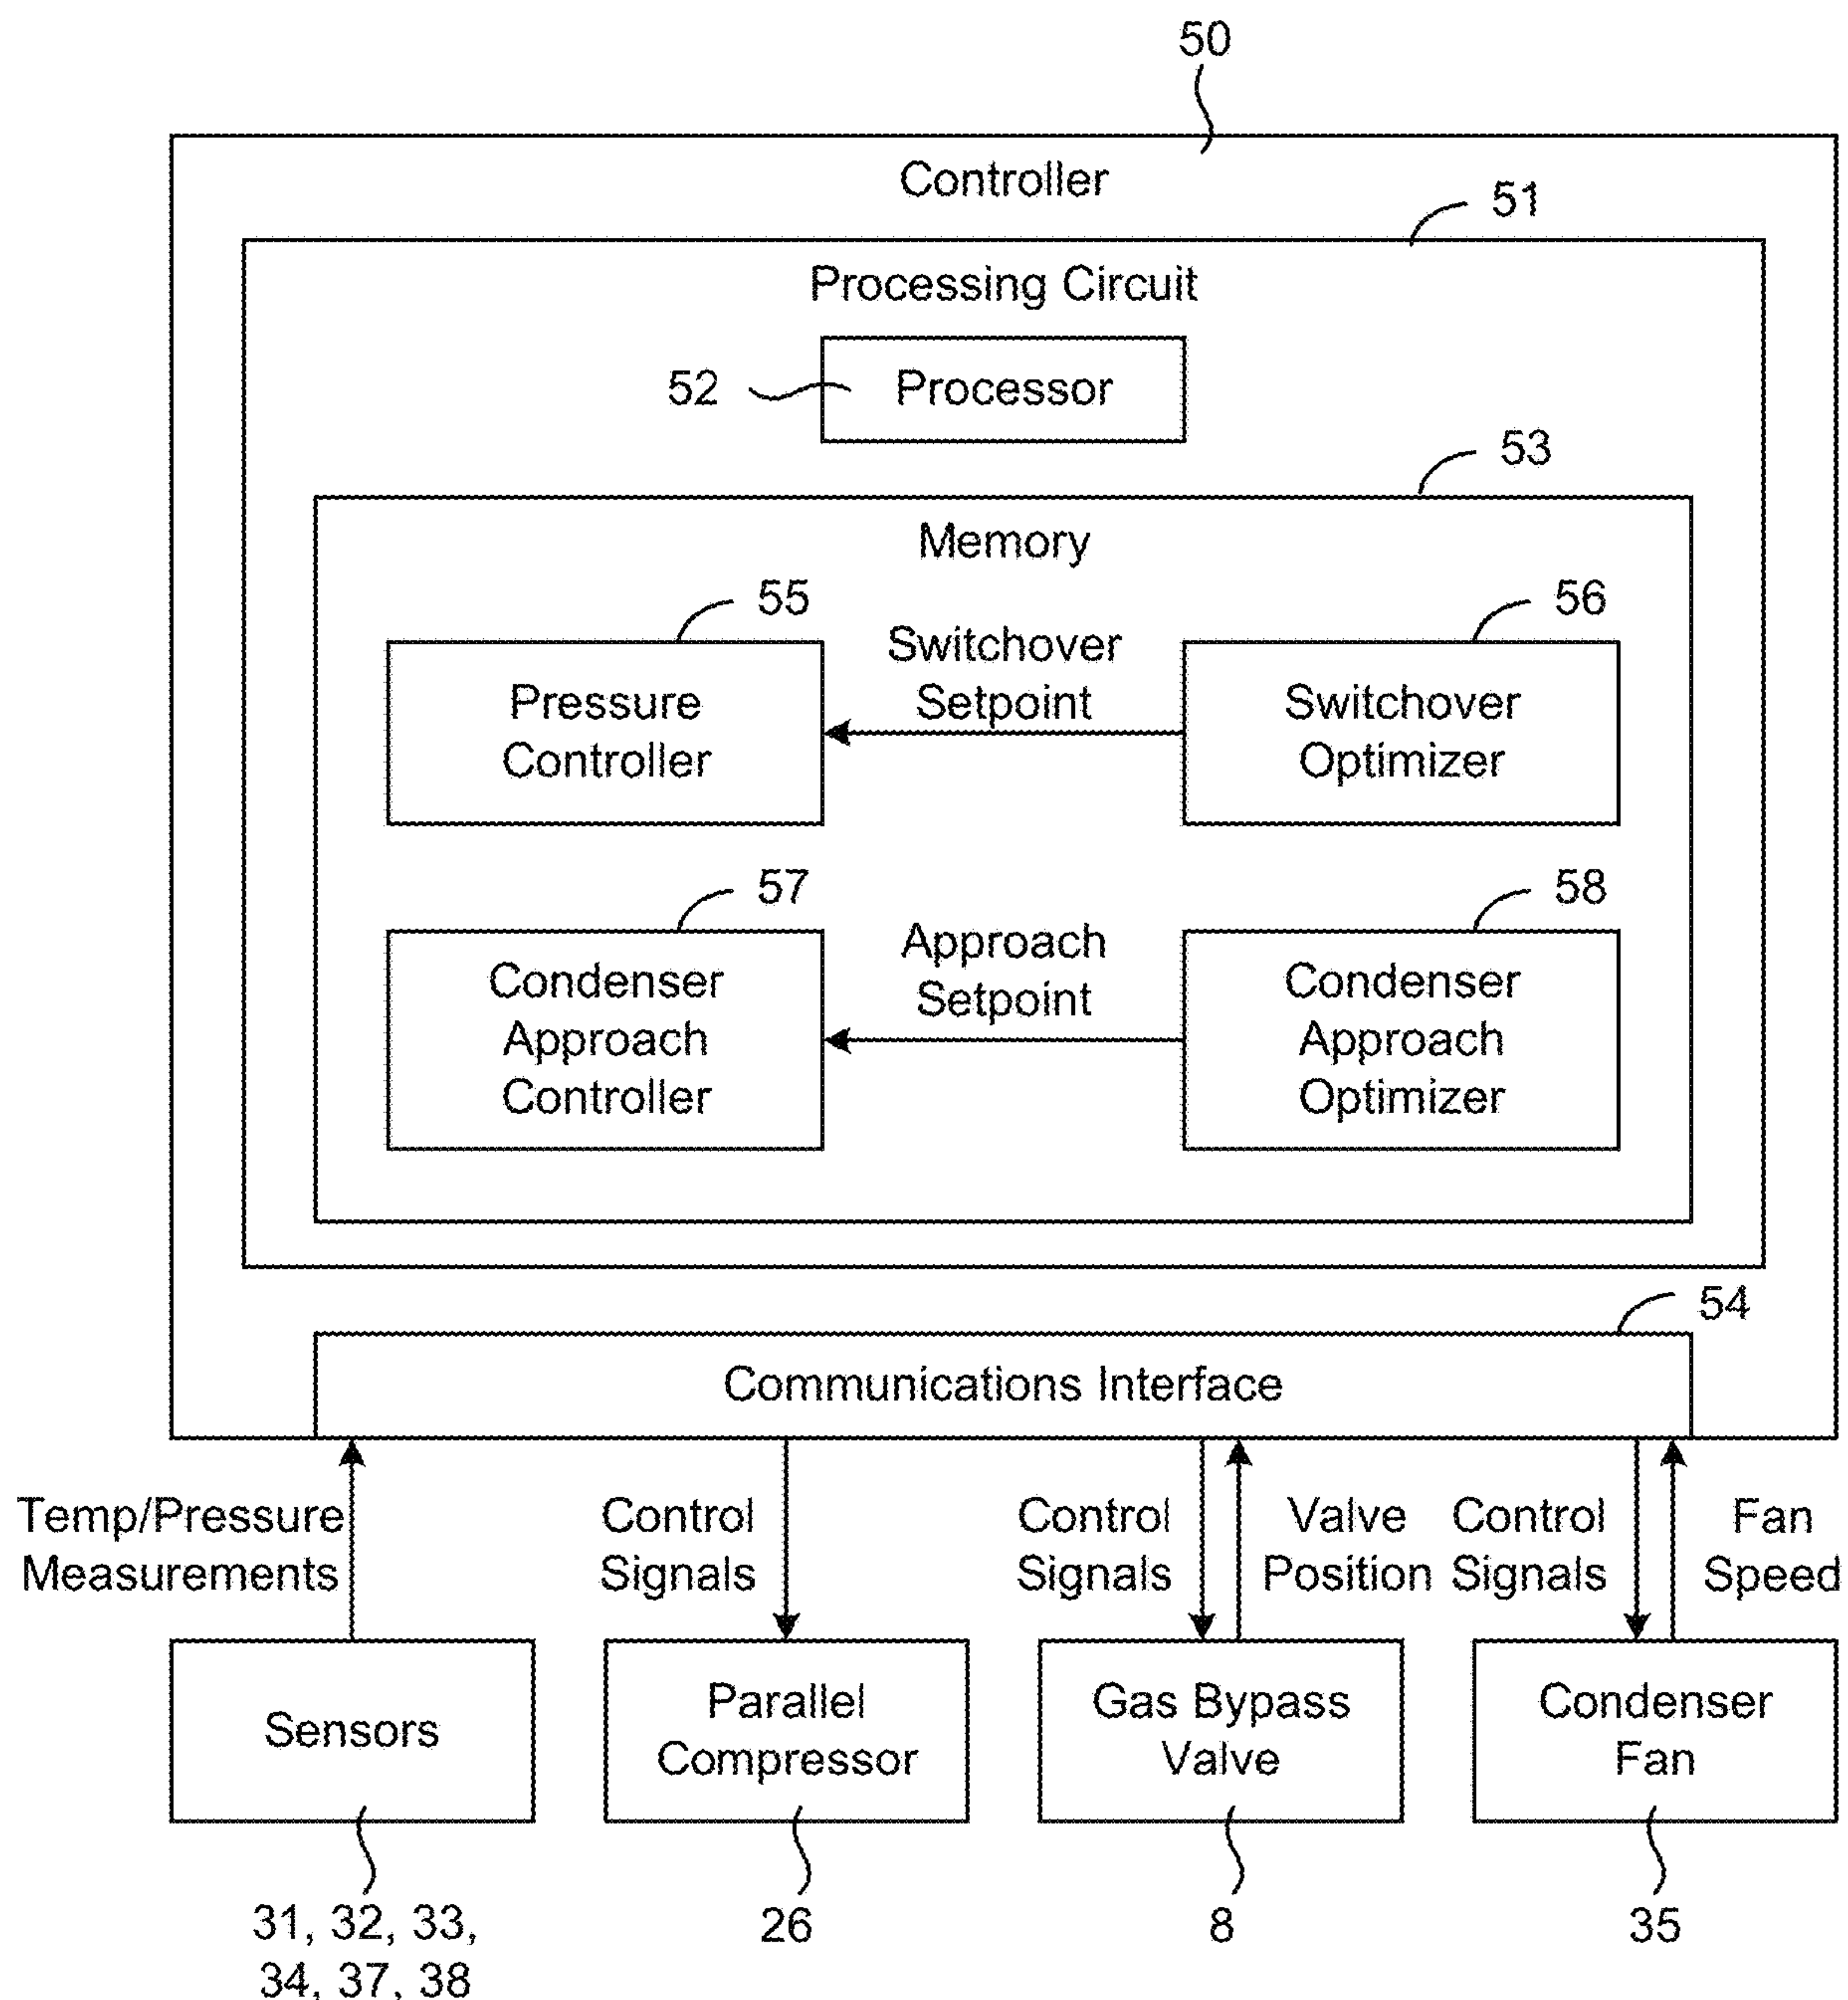 50
Controller
51
Processing Circuit
52
Processor
53
Memory
55
56
Switchover
Setpoint
Pressure
Controller
Switchover
Optimizer
57
58
Approach
Setpoint
Condenser
Approach
Controller
Condenser
Approach
Optimizer
54
Communications Interface
Temp/Pressure
Measurements
Control
Signals
Control
Signals
Valve
Position
Control
Signals
Fan
Speed
Sensors
Parallel
Compressor
Gas Bypass
Valve
Condenser
Fan
31, 32, 33,
34, 37, 38
26
8
35